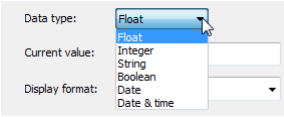 Data type: Float
Float
Integer
Current value:
String
Boolean
Display format:
Date
Date & time